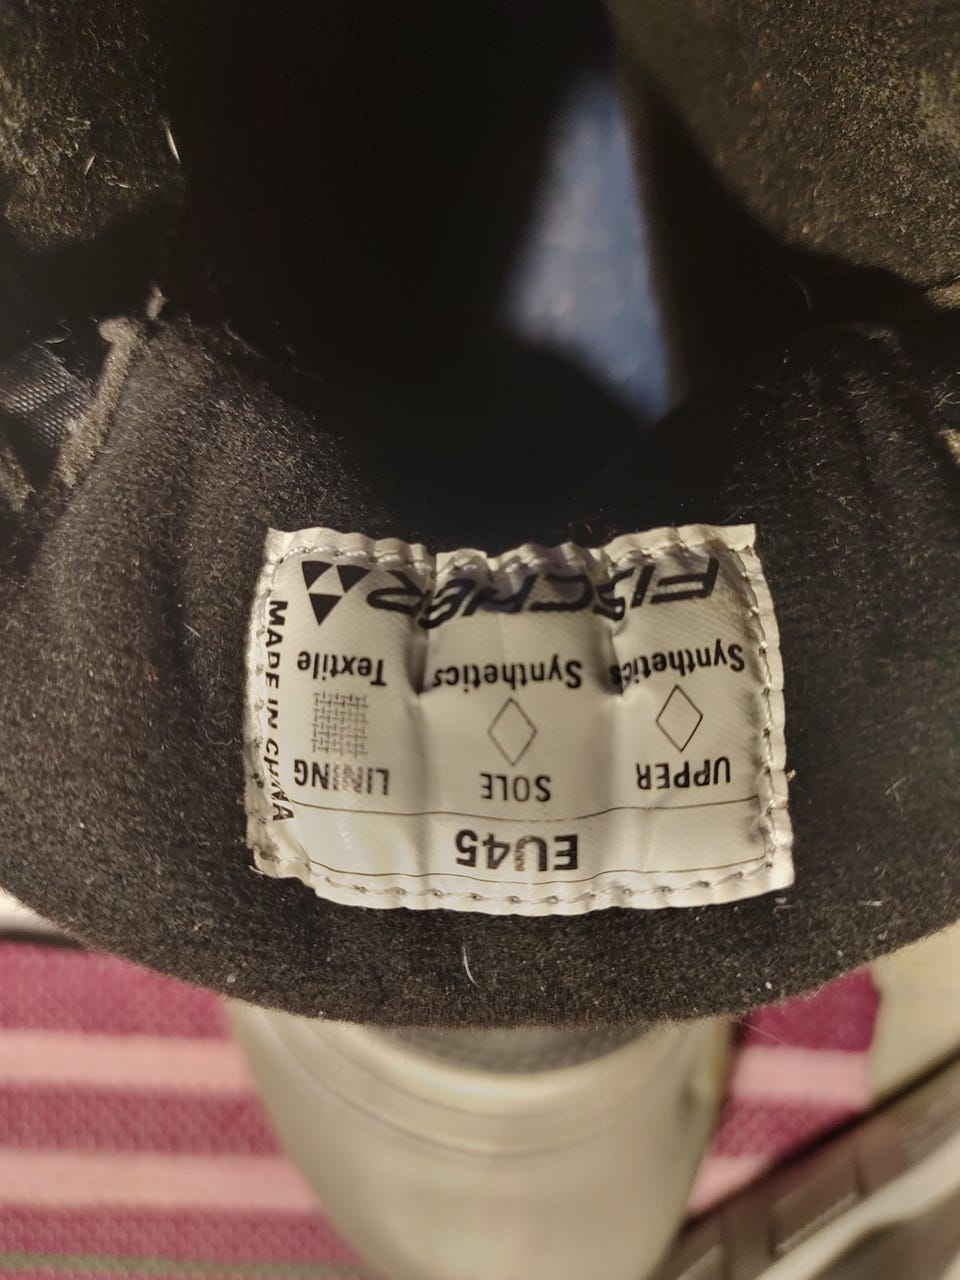 EU45
UPPER SOLE LINING
Synthetics Synthetics Textile
FISCHER
MADE IN CHINA